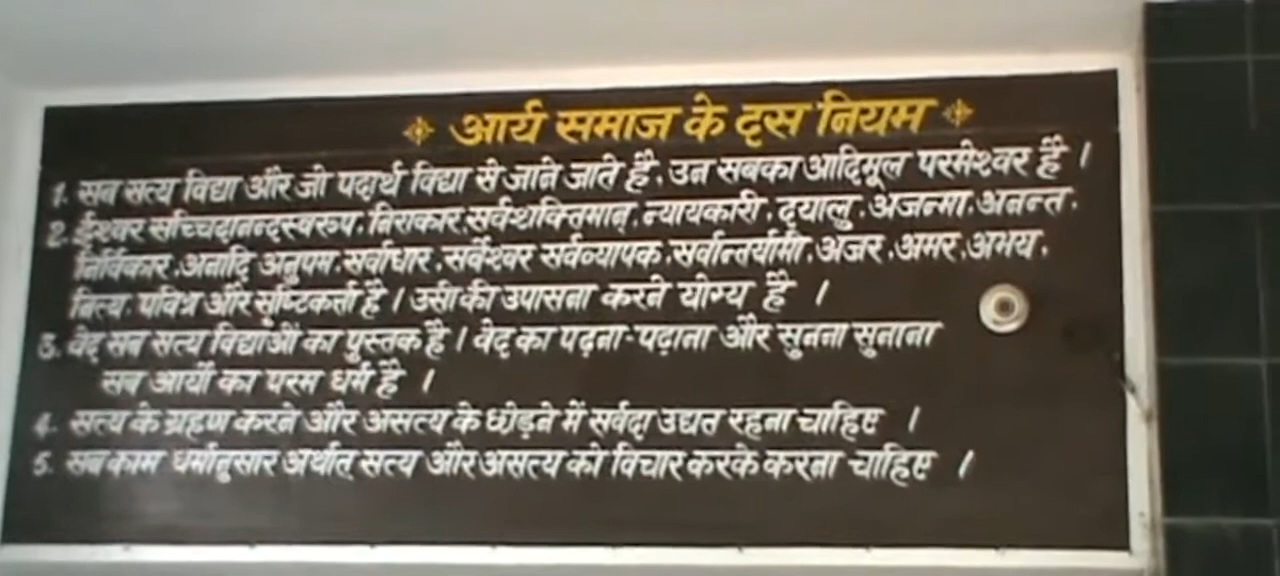 आर्य समाज के दस नियम
1. सब सत्य विद्या और जो पदार्थ विद्या से जाने जाते है, उन सबका आदिमूल परमेश्वर है ।
2. ईश्वर सच्चिदानन्दस्वरुप, निराकार, सर्वशक्तिमान्, न्यायकारी, दयालु, अजन्मा, अनन्त,
निर्विकार, अनादि अनुपम, सर्वाधार, सर्वेश्वर सर्वव्यापक, सर्वान्तर्यामी, अजर, अमर, अभय,
नित्य, पवित्र और सृष्टिकर्त्ता है । उसी की उपासना करने योग्य है ।
3. वेद सब सत्य विद्याओं का पुस्तक है । वेद का पढ़ना-पढ़ाना और सुनना सुनाना
सब आर्यो का परम धर्म है ।
4. सत्य के ग्रहण करने और असत्य के छोड़ने में सर्वदा उद्यत रहना चाहिए ।
5. सब काम धर्मानुसार अर्थात् सत्य और असत्य को विचार करके करना चाहिए ।